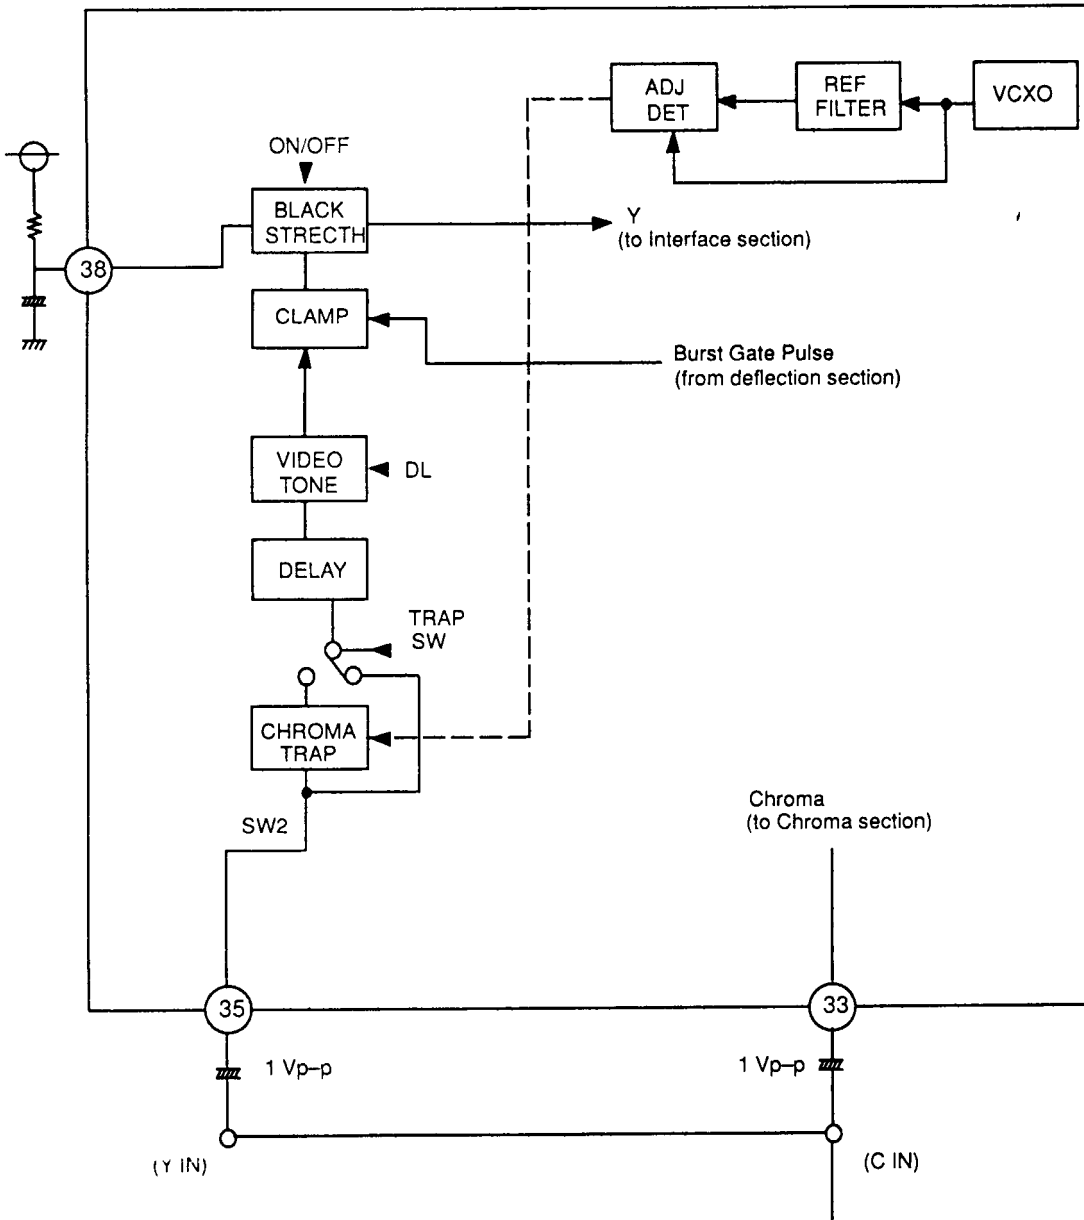 ADJ
DET
REF
FILTER
VCXO
ON/OFF
BLACK
STRECTH
Y
(to Interface section)
38
CLAMP
Burst Gate Pulse
(from deflection section)
VIDEO
TONE
DL
DELAY
TRAP
SW
CHROMA
TRAP
SW2
Chroma
(to Chroma section)
35
33
1 Vp–p
1 Vp–p
(Y IN)
(C IN)